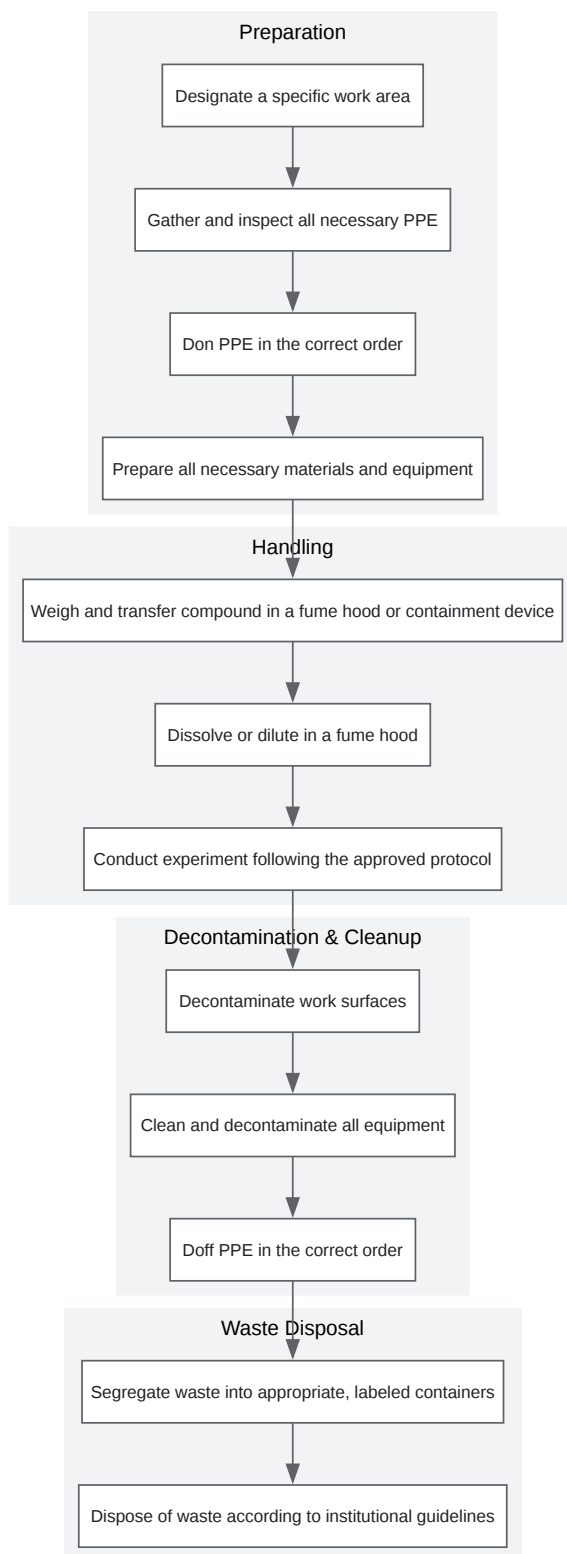 Preparation
Designate a specific work area
Gather and inspect all necessary PPE
Don PPE in the correct order
Prepare all necessary materials and equipment
Handling
Weigh and transfer compound in a fume hood or containment device
Dissolve or dilute in a fume hood
Conduct experiment following the approved protocol
Decontamination & Cleanup
Decontaminate work surfaces
Clean and decontaminate all equipment
Doff PPE in the correct order
Waste Disposal
Segregate waste into appropriate, labeled containers
Dispose of waste according to institutional guidelines